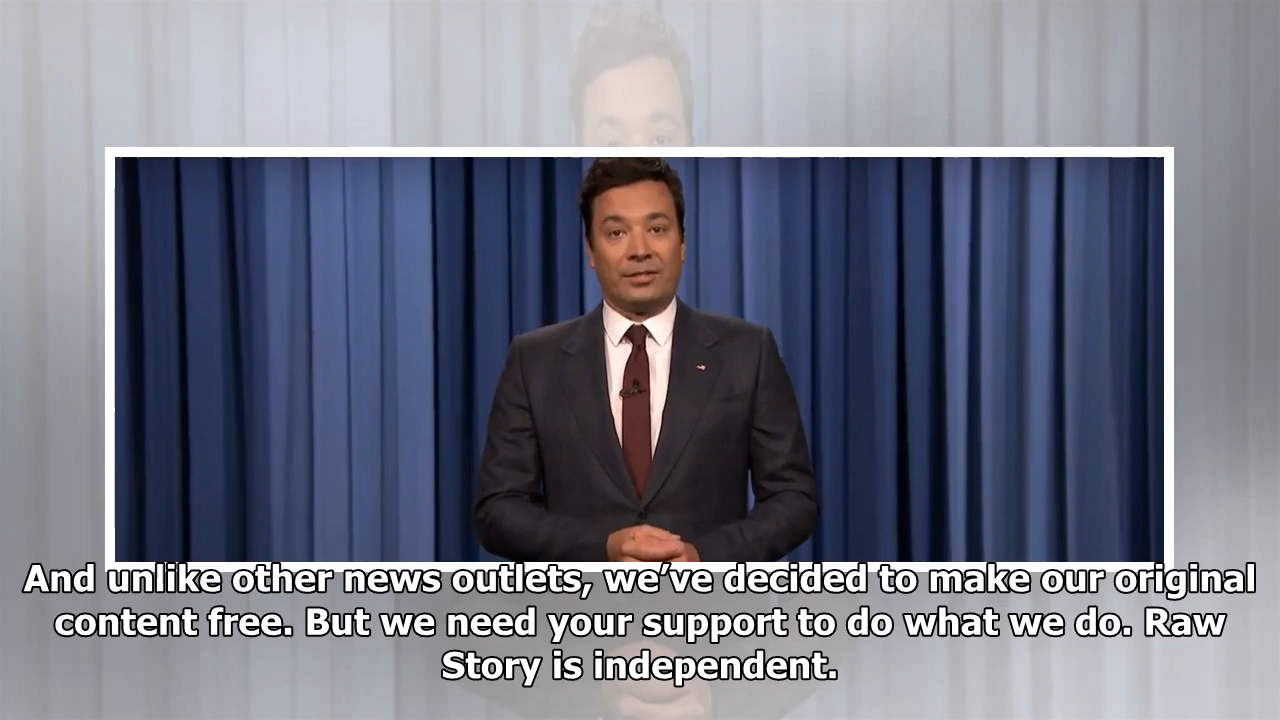 And unlike other news outlets, we’ve decided to make our original
content free. But we need your support to do what we do. Raw
Story is independent.